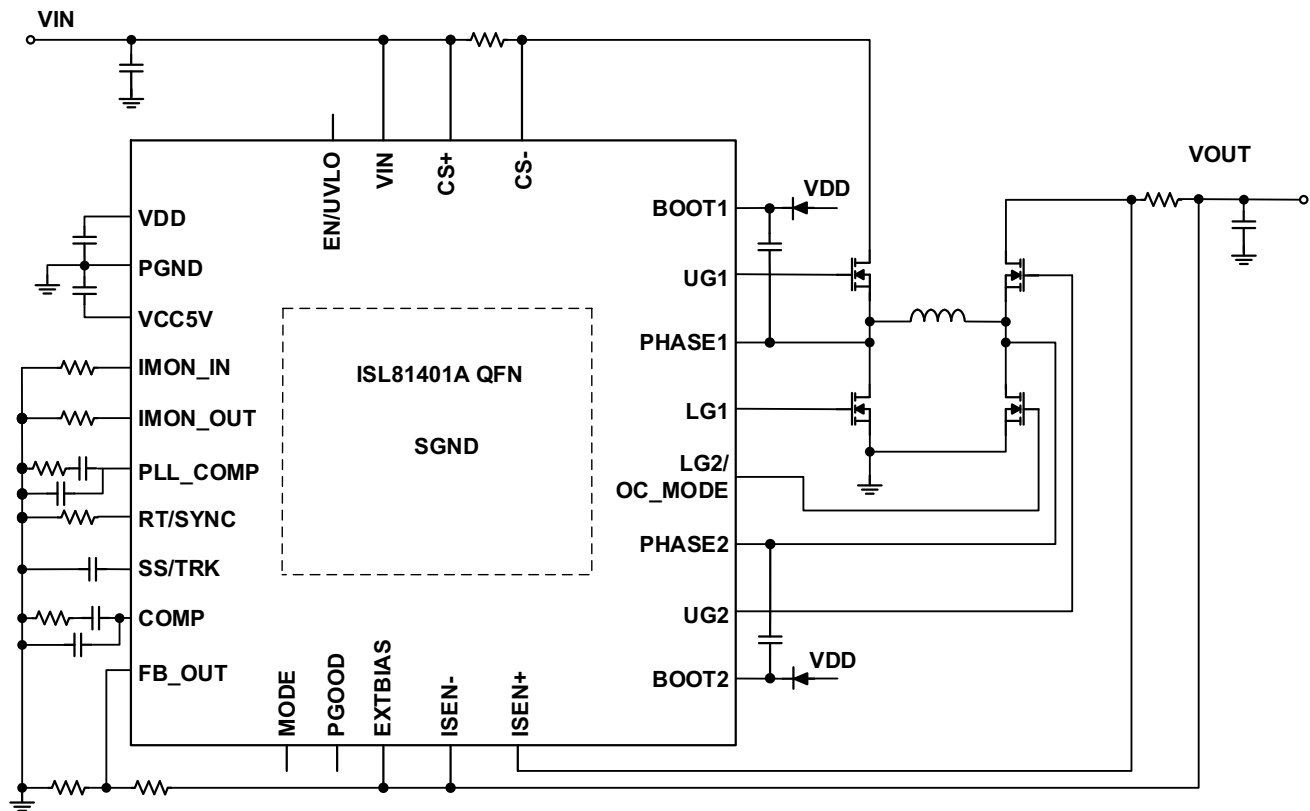 VIN
VOUT
EN/UVLO
VIN
CS+
CS-
VDD
PGND
VCC5V
IMON_IN
IMON_OUT
PLL_COMP
RT/SYNC
SS/TRK
COMP
FB_OUT
ISL81401A QFN
SGND
BOOT1
VDD
UG1
PHASE1
LG1
LG2/
OC_MODE
PHASE2
UG2
BOOT2
VDD
MODE
PGOOD
EXTBIAS
ISEN-
ISEN+